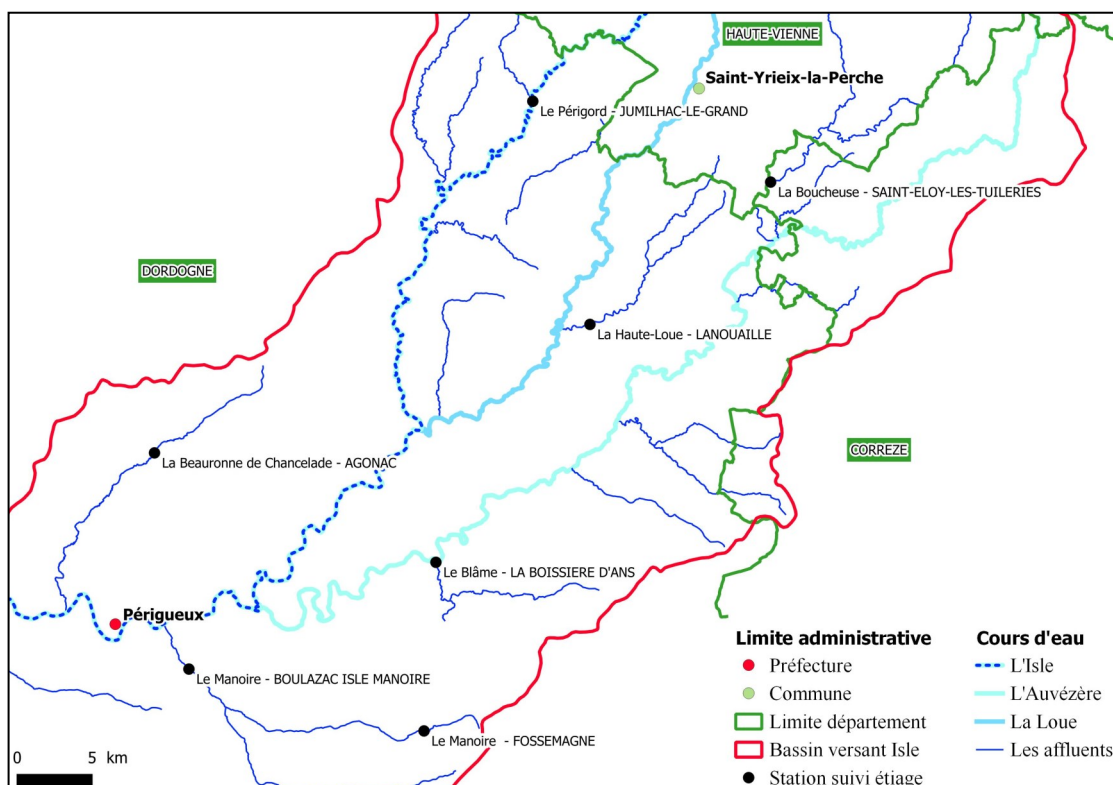 HAUTE-VIENNE
Saint-Yrieix-la-Perche
Le Périgord - JUMILHAC-LE-GRAND
La Boucheuse - SAINT-ELOY-LES-TUILERIES
DORDOGNE
La Haute-Loue - LANOUAILLE
CORREZE
La Beauronne de Chancelade - AGONAC
Le Blâme - LA BOISSIERE D'ANS
Périgueux
Le Manoire - BOULAZAC ISLE MANOIRE
Le Manoire - FOSSEMAGNE
0 5 km
Limite administrative
Préfecture
Commune
Limite département
Bassin versant Isle
Station suivi étiage
Cours d'eau
L'Isle
L'Auvézère
La Loue
Les affluents